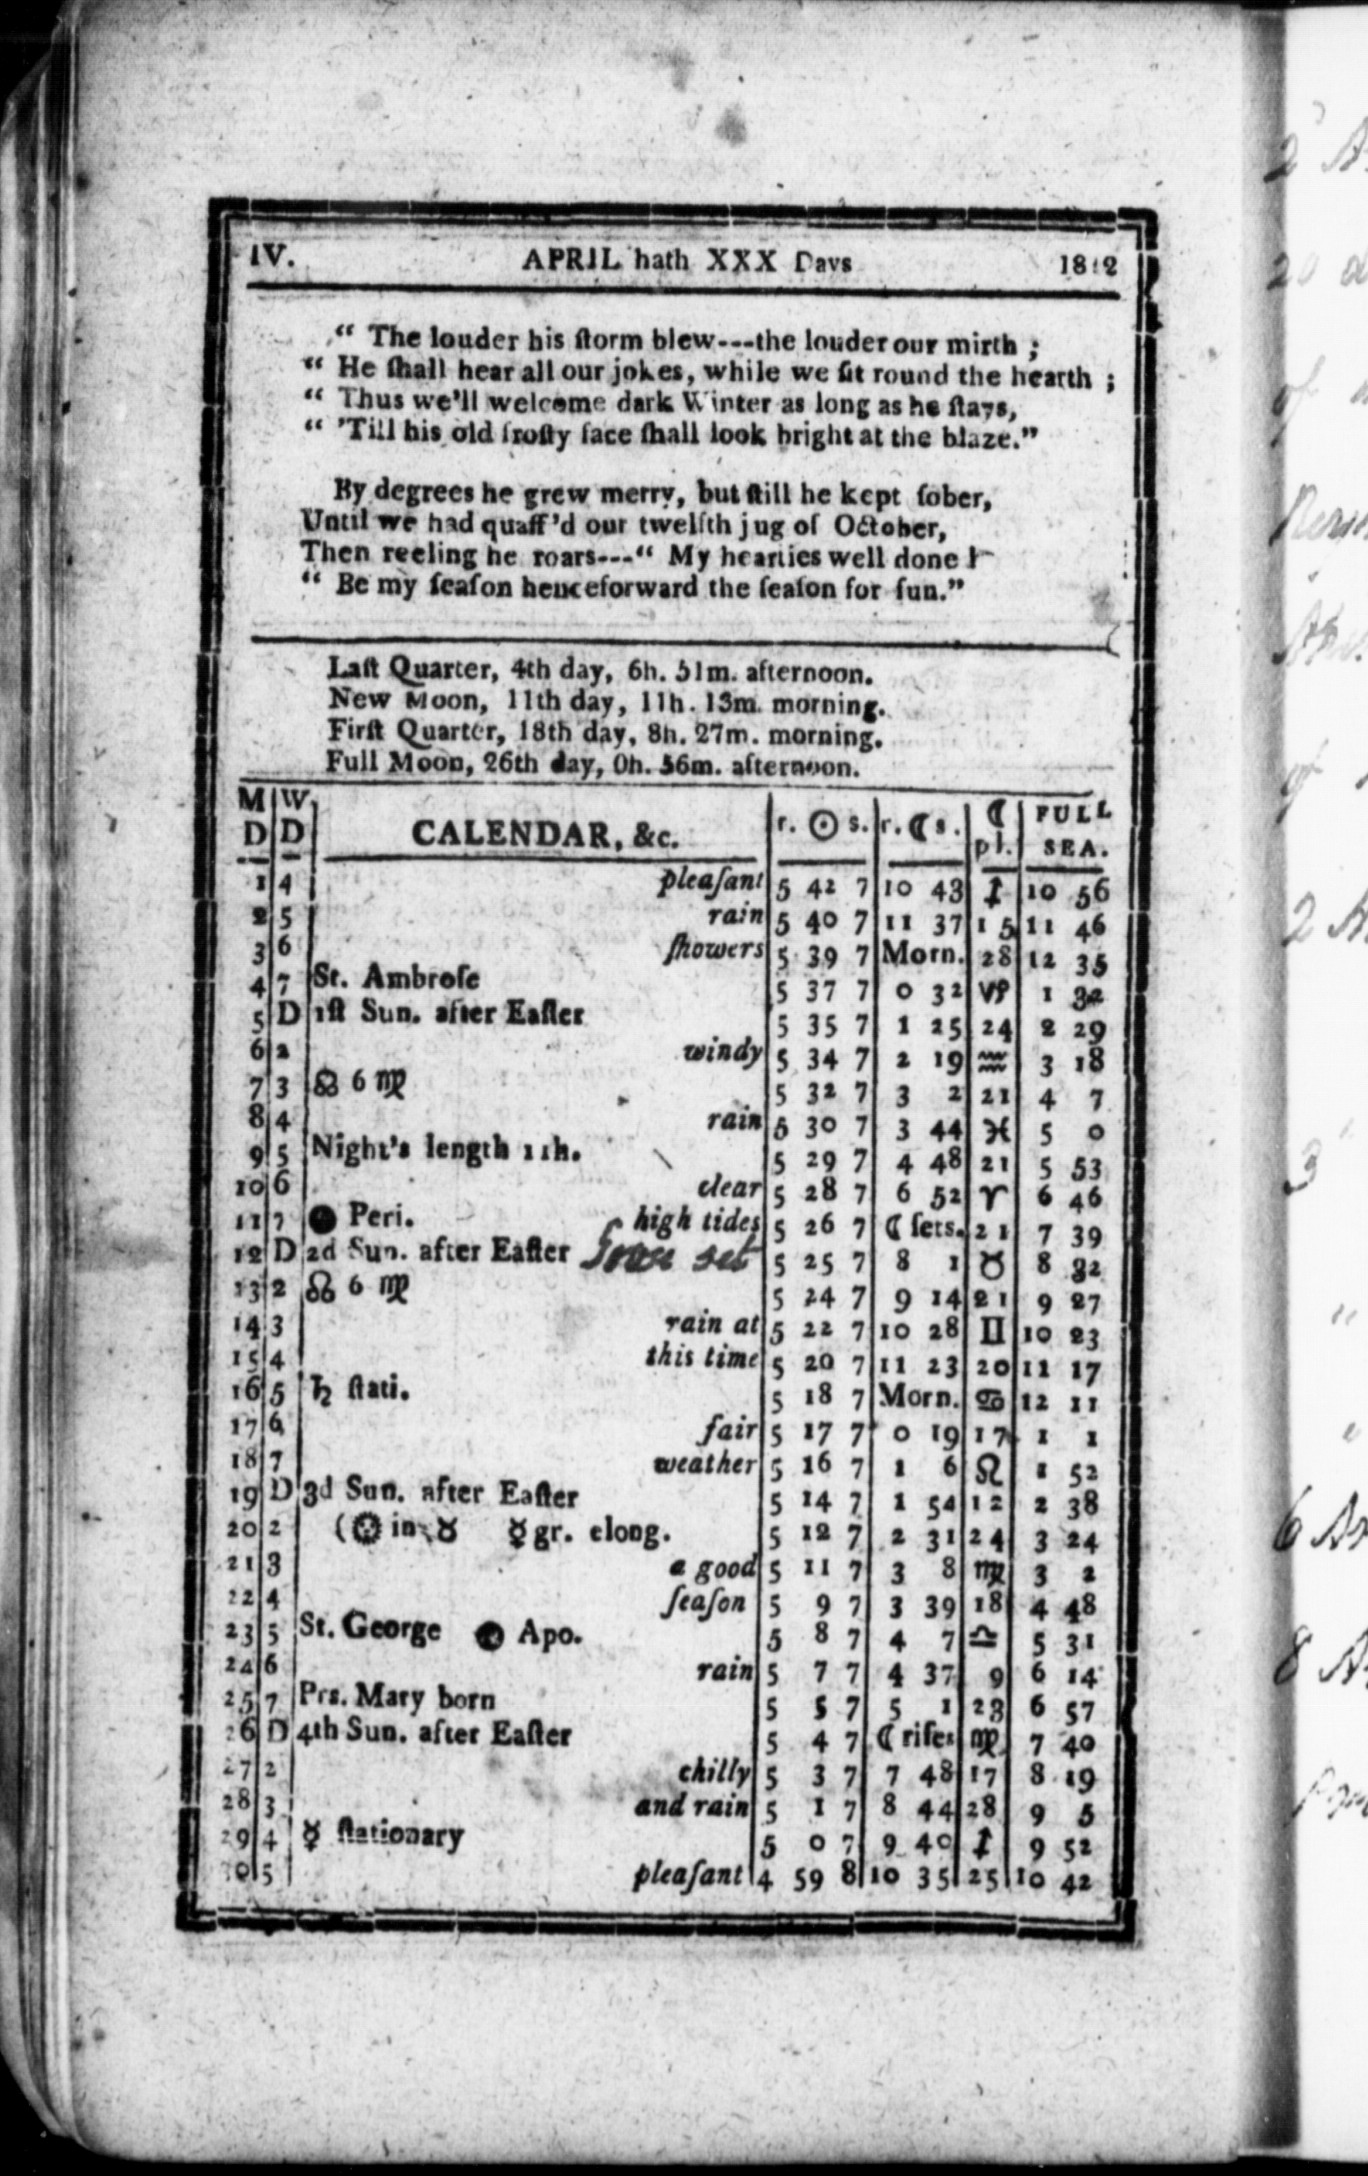 IV. APRIL hath XXX Days 1812
“ The louder his ſtorm blew---the louder our mirth ;
“ He ſhall hear all our jokes, while we ſit round the hearth ;
“ Thus we'll welcome dark Winter as long as he ſtays,
“ 'Till his old froſty face ſhall look bright at the blaze.”
By degrees he grew merry, but ſtill he kept ſober,
Until we had quaff'd our twelfth jug of October,
Then reeling he roars---“ My hearties well done !
“ Be my ſeaſon henceforward the ſeaſon for fun.”
Laſt Quarter, 4th day, 6h. 51m. afternoon.
New Moon, 11th day, 11h. 13m. morning.
Firſt Quarter, 18th day, 8h. 27m. morning.
Full Moon, 26th day, 0h. 56m. afternoon.
M D W D CALENDAR, &c. r. ☉ s. r. ☾ s. ☾ pl. FULL SEA.
1 4 pleaſant 5 42 7 10 43 ♐ 10 56
2 5 rain 5 40 7 11 37 15 11 46
3 6 ſhowers 5 39 7 Morn. 28 12 35
4 7 St. Ambroſe 5 37 7 0 32 ♑ 1 32
5 D 1ſt Sun. after Eaſter 5 35 7 1 25 24 2 29
6 2 windy 5 34 7 2 19 ♒ 3 18
7 3 ☊ 6 ♍ 5 32 7 3 2 21 4 7
8 4 rain 5 30 7 3 44 ♓ 5 0
9 5 Night's length 11h. 5 29 7 4 48 21 5 53
10 6 clear 5 28 7 6 52 ♈ 6 46
11 7 ● Peri. high tides 5 26 7 ☾ ſets. 21 7 39
12 D 2d Sun. after Eaſter set 5 25 7 8 1 ♉ 8 32
13 2 ☊ 6 ♍ 5 24 7 9 14 21 9 27
14 3 rain at 5 22 7 10 28 ♊ 10 23
15 4 this time 5 20 7 11 23 20 11 17
16 5 ♄ ſtati. 5 18 7 Morn. ♋ 12 11
17 6 fair 5 17 7 0 19 17 1 1
18 7 weather 5 16 7 1 6 ♌ 1 52
19 D 3d Sun. after Eaſter 5 14 7 1 54 12 2 38
20 2 (☉ in ♉ ☿ gr. elong. 5 12 7 2 31 24 3 24
21 3 a good 5 11 7 3 8 ♍ 3 2
22 4 ſeaſon 5 9 7 3 39 18 4 48
23 5 St. George ☾ Apo. 5 8 7 4 7 ♎ 5 31
24 6 rain 5 7 7 4 37 9 6 14
25 7 Prs. Mary born 5 5 7 5 1 23 6 57
26 D 4th Sun. after Eaſter 5 4 7 ☾ riſes ♏ 7 40
27 2 chilly 5 3 7 7 48 17 8 19
28 3 and rain 5 1 7 8 44 28 9 5
29 4 ☿ ſtationary 5 0 7 9 40 ♐ 9 52
30 5 pleaſant 4 59 8 10 35 25 10 42